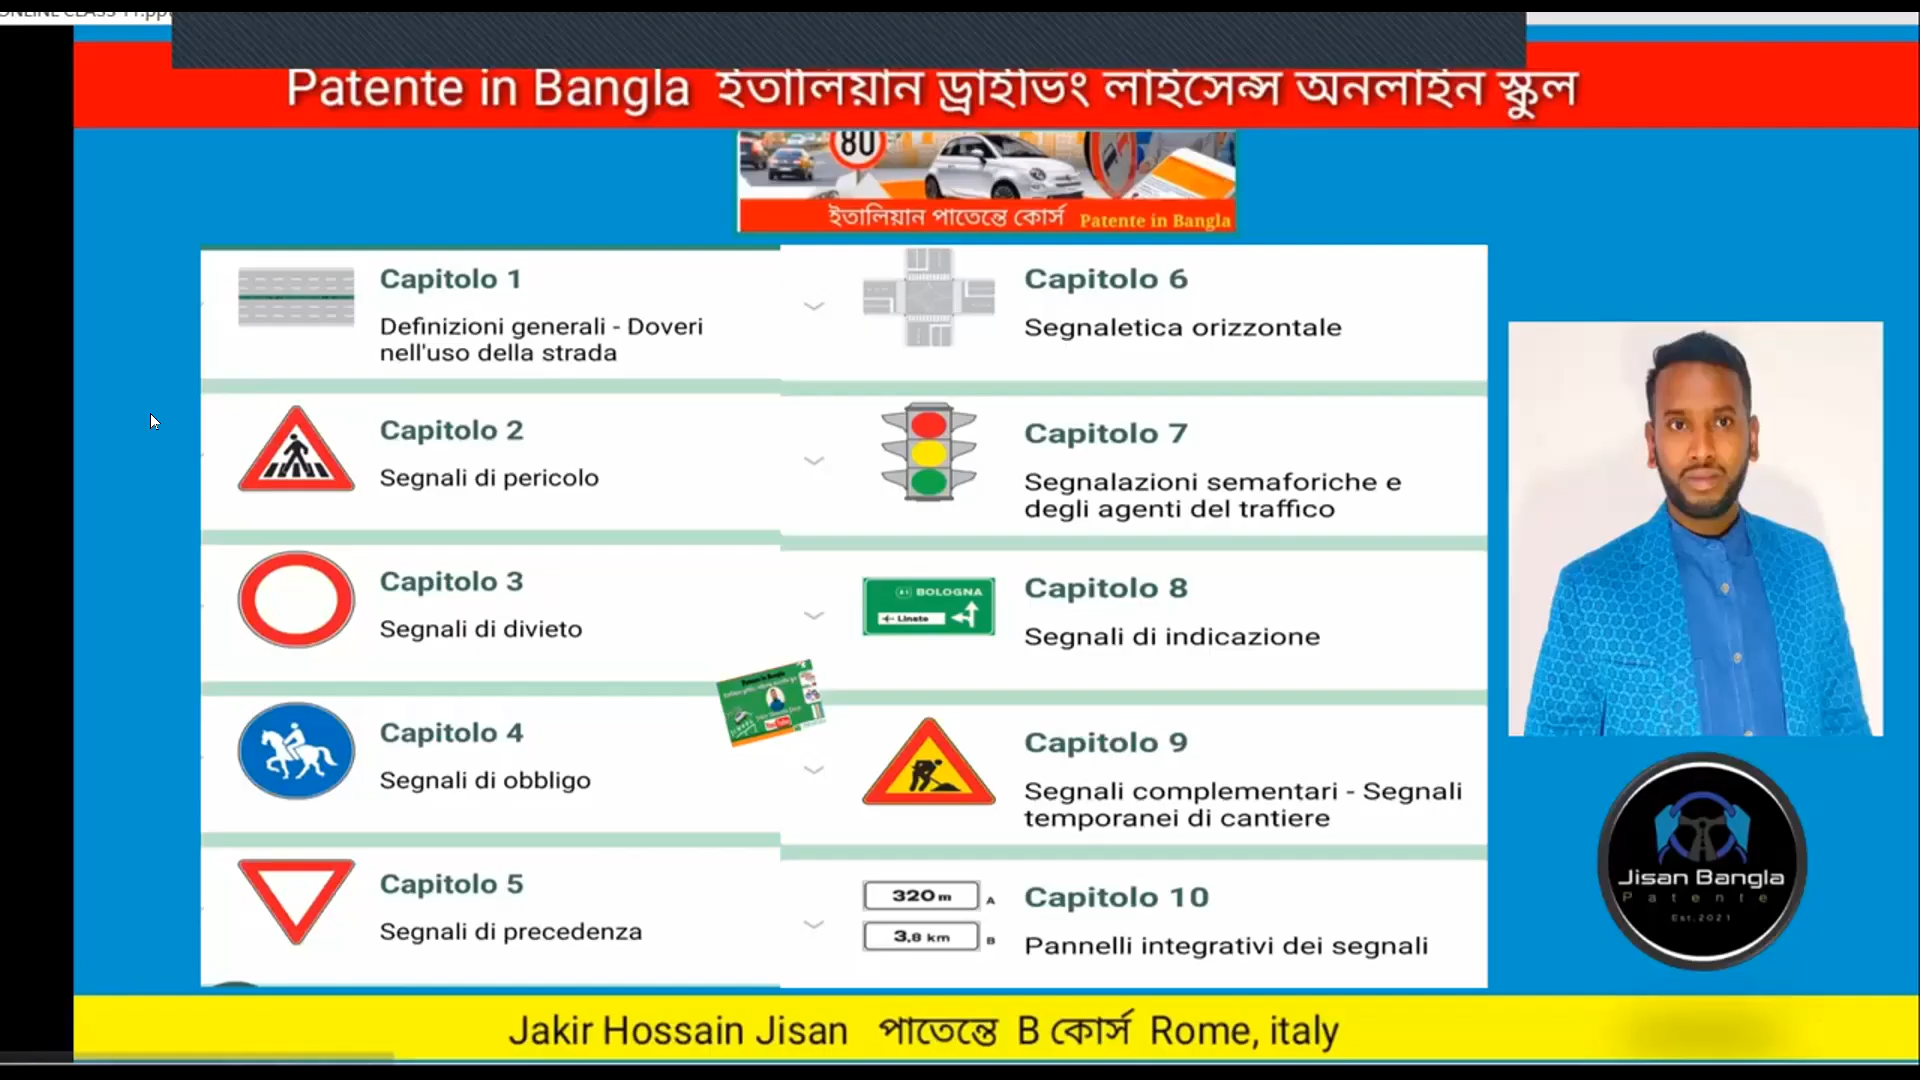 Patente in Bangla ইতালিয়ান ড্রাইভিং লাইসেন্স অনলাইন স্কুল
80
ইতালিয়ান পাতেন্তে কোর্স Patente in Bangla
Capitolo 1
Definizioni generali - Doveri
nell'uso della strada
Capitolo 2
Segnali di pericolo
Capitolo 3
Segnali di divieto
Capitolo 4
Segnali di obbligo
Capitolo 5
Segnali di precedenza
Capitolo 6
Segnaletica orizzontale
Capitolo 7
Segnalazioni semaforiche e
degli agenti del traffico
BOLOGNA
Linate
Capitolo 8
Segnali di indicazione
Capitolo 9
Segnali complementari - Segnali
temporanei di cantiere
320 m A
3,8 km B
Capitolo 10
Pannelli integrativi dei segnali
Jisan Bangla
Patente
Est.2021
Jakir Hossain Jisan পাতেন্তে B কোর্স Rome, italy